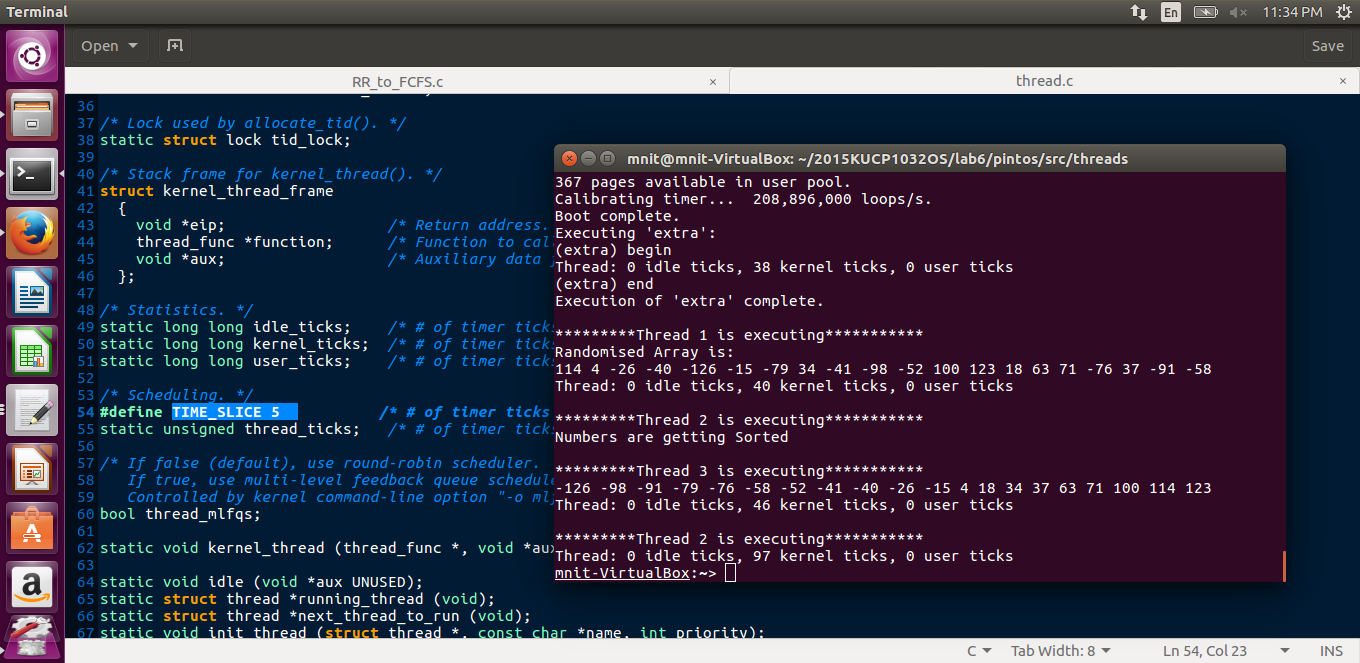 Terminal
En
11:34 PM
Open
Save
RR_to_FCFS.c ×
thread.c ×
36
37 /* Lock used by allocate_tid(). */
38 static struct lock tid_lock;
39
40 /* Stack frame for kernel_thread(). */
41 struct kernel_thread_frame
42 {
43 void *eip; /* Return address.
44 thread_func *function; /* Function to cal
45 void *aux; /* Auxiliary data
46 };
47
48 /* Statistics. */
49 static long long idle_ticks; /* # of timer tick
50 static long long kernel_ticks; /* # of timer tick
51 static long long user_ticks; /* # of timer tick
52
53 /* Scheduling. */
54 #define TIME_SLICE 5 /* # of timer ticks
55 static unsigned thread_ticks; /* # of timer tick
56
57 /* If false (default), use round-robin scheduler.
58 If true, use multi-level feedback queue schedule
59 Controlled by kernel command-line option "-o ml
60 bool thread_mlfqs;
61
62 static void kernel_thread (thread_func *, void *aux
63
64 static void idle (void *aux UNUSED);
65 static struct thread *running_thread (void);
66 static struct thread *next_thread_to_run (void);
67 static void init_thread (struct thread *, const char *name, int priority);
mnit@mnit-VirtualBox: ~/2015KUCP1032OS/lab6/pintos/src/threads
367 pages available in user pool.
Calibrating timer... 208,896,000 loops/s.
Boot complete.
Executing 'extra':
(extra) begin
Thread: 0 idle ticks, 38 kernel ticks, 0 user ticks
(extra) end
Execution of 'extra' complete.
*********Thread 1 is executing***********
Randomised Array is:
114 4 -26 -40 -126 -15 -79 34 -41 -98 -52 100 123 18 63 71 -76 37 -91 -58
Thread: 0 idle ticks, 40 kernel ticks, 0 user ticks
*********Thread 2 is executing***********
Numbers are getting Sorted
*********Thread 3 is executing***********
-126 -98 -91 -79 -76 -58 -52 -41 -40 -26 -15 4 18 34 37 63 71 100 114 123
Thread: 0 idle ticks, 46 kernel ticks, 0 user ticks
*********Thread 2 is executing***********
Thread: 0 idle ticks, 97 kernel ticks, 0 user ticks
mnit-VirtualBox:~>
C
Tab Width: 8
Ln 54, Col 23
INS